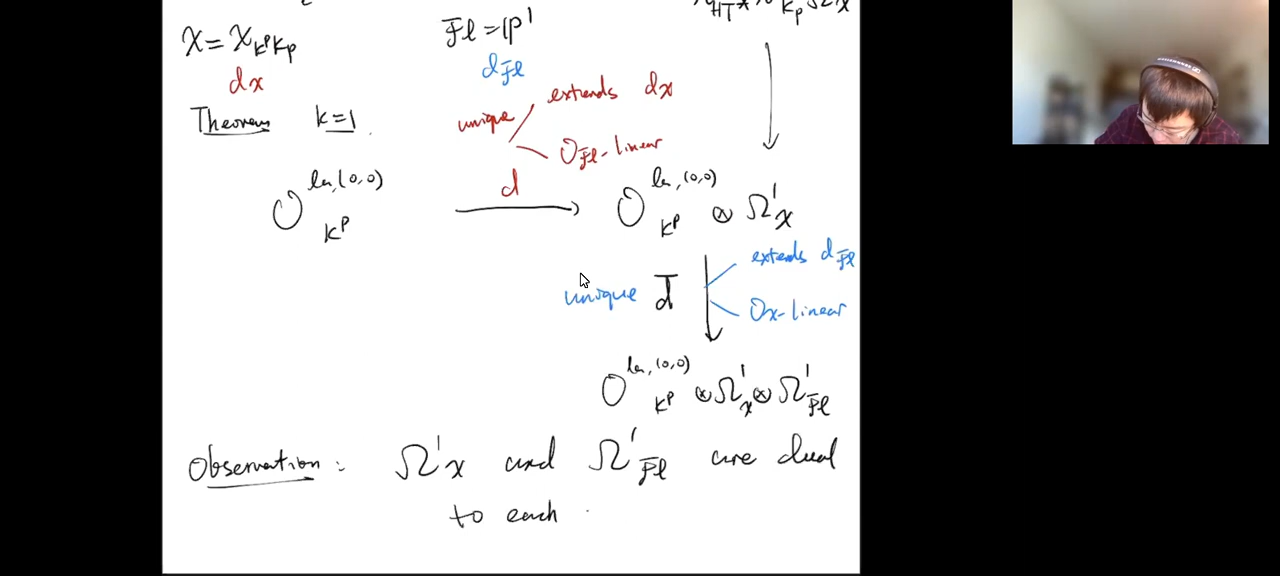 X = X_{K^pK_p} Fl = P^1
d_X d_Fl
Theorem k=1. unique extends d_X
O_Fl-linear
O^{la,(0,0)}_{K^p} d → O^{la,(0,0)}_{K^p} ⊗ Ω^1_X
unique d̄ extends d_Fl
O_X-linear
O^{la,(0,0)}_{K^p} ⊗ Ω^1_X ⊗ Ω^1_Fl
Observation: Ω^1_X and Ω^1_Fl are dual
to each